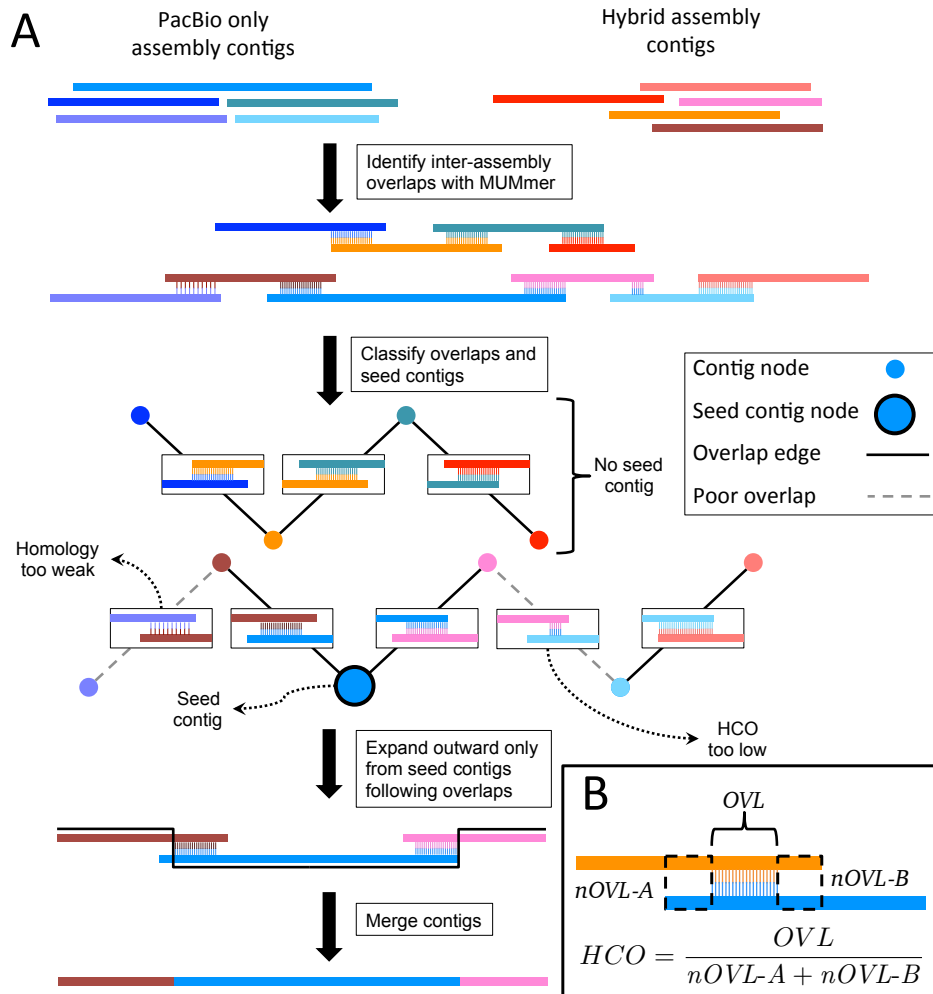 A
PacBio only
assembly contigs
Hybrid assembly
contigs
Identify inter-assembly
overlaps with MUMmer
Classify overlaps and
seed contigs
Contig node
Seed contig node
Overlap edge
Poor overlap
No seed
contig
Homology
too weak
Seed
contig
HCO
too low
Expand outward only
from seed contigs
following overlaps
Merge contigs
B
OVL
nOVL-A
nOVL-B
HCO = OVL / nOVL-A + nOVL-B